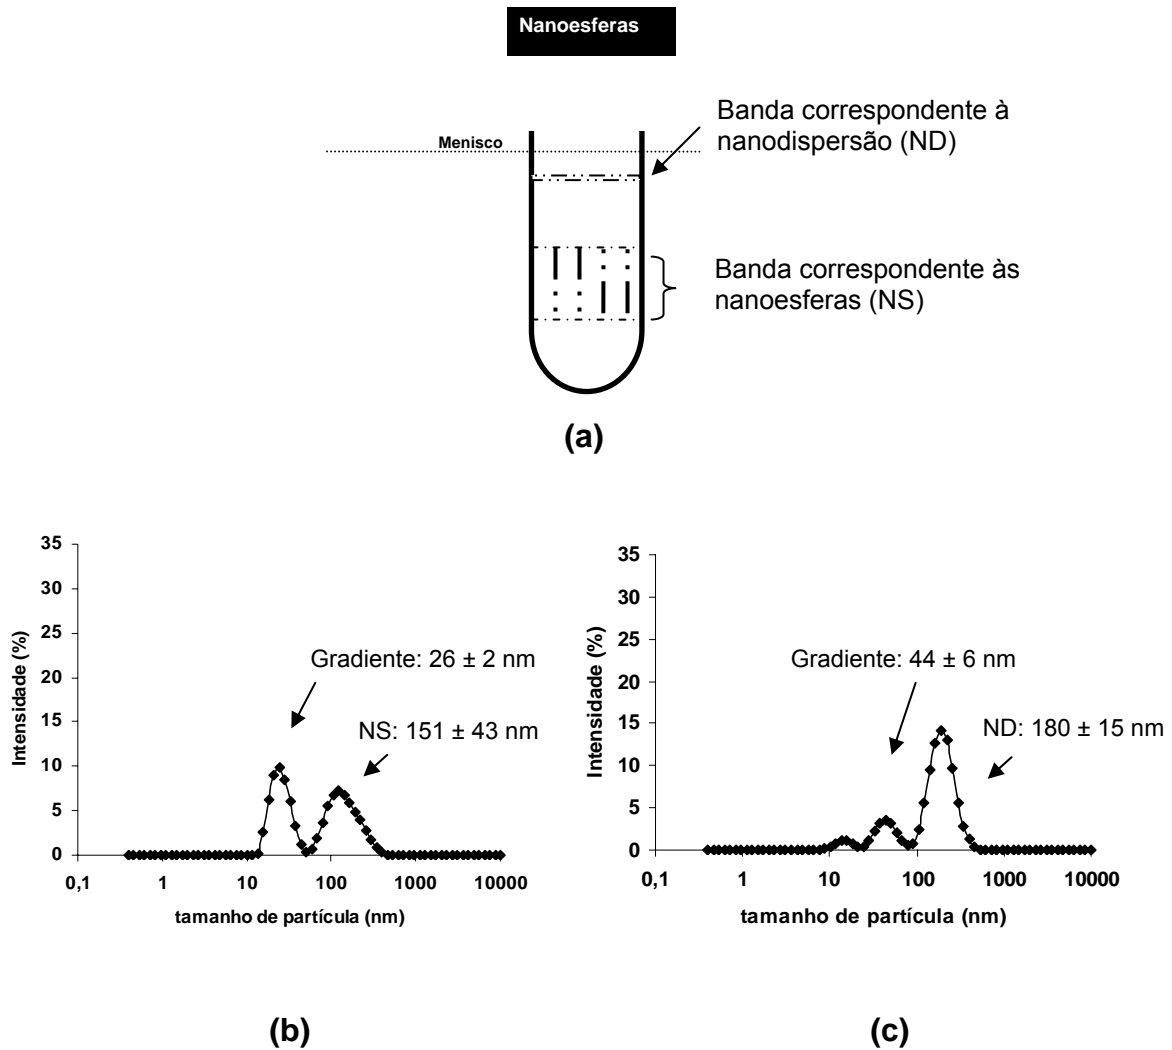 Nanoesferas
Banda correspondente à
nanodispersão (ND)
Menisco
Banda correspondente às
nanoesferas (NS)
(a)
35
30
25
20
15
10
5
0
Intensidade (%)
Gradiente: 26 ± 2 nm
NS: 151 ± 43 nm
0,1
1
10
100
1000
10000
tamanho de partícula (nm)
(b)
35
30
25
20
15
10
5
0
Intensidade (%)
Gradiente: 44 ± 6 nm
ND: 180 ± 15 nm
0,1
1
10
100
1000
10000
tamanho de partícula (nm)
(c)